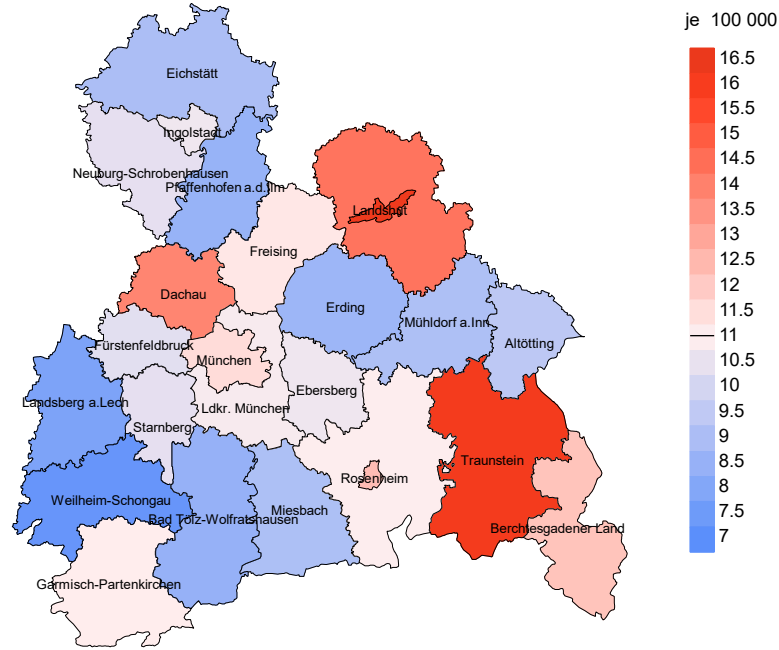 je 100 000
16.5
16
15.5
15
14.5
14
13.5
13
12.5
12
11.5
11
10.5
10
9.5
9
8.5
8
7.5
7
Eichstätt
Ingolstadt
Neuburg-Schrobenhausen
Pfaffenhofen a.d.Ilm
Landshut
Freising
Dachau
Erding
Mühldorf a.Inn
Altötting
Fürstenfeldbruck
München
Ebersberg
Landsberg a.Lech
Ldkr. München
Starnberg
Traunstein
Rosenheim
Weilheim-Schongau
Miesbach
Bad Tölz-Wolfratshausen
Berchtesgadener Land
Garmisch-Partenkirchen